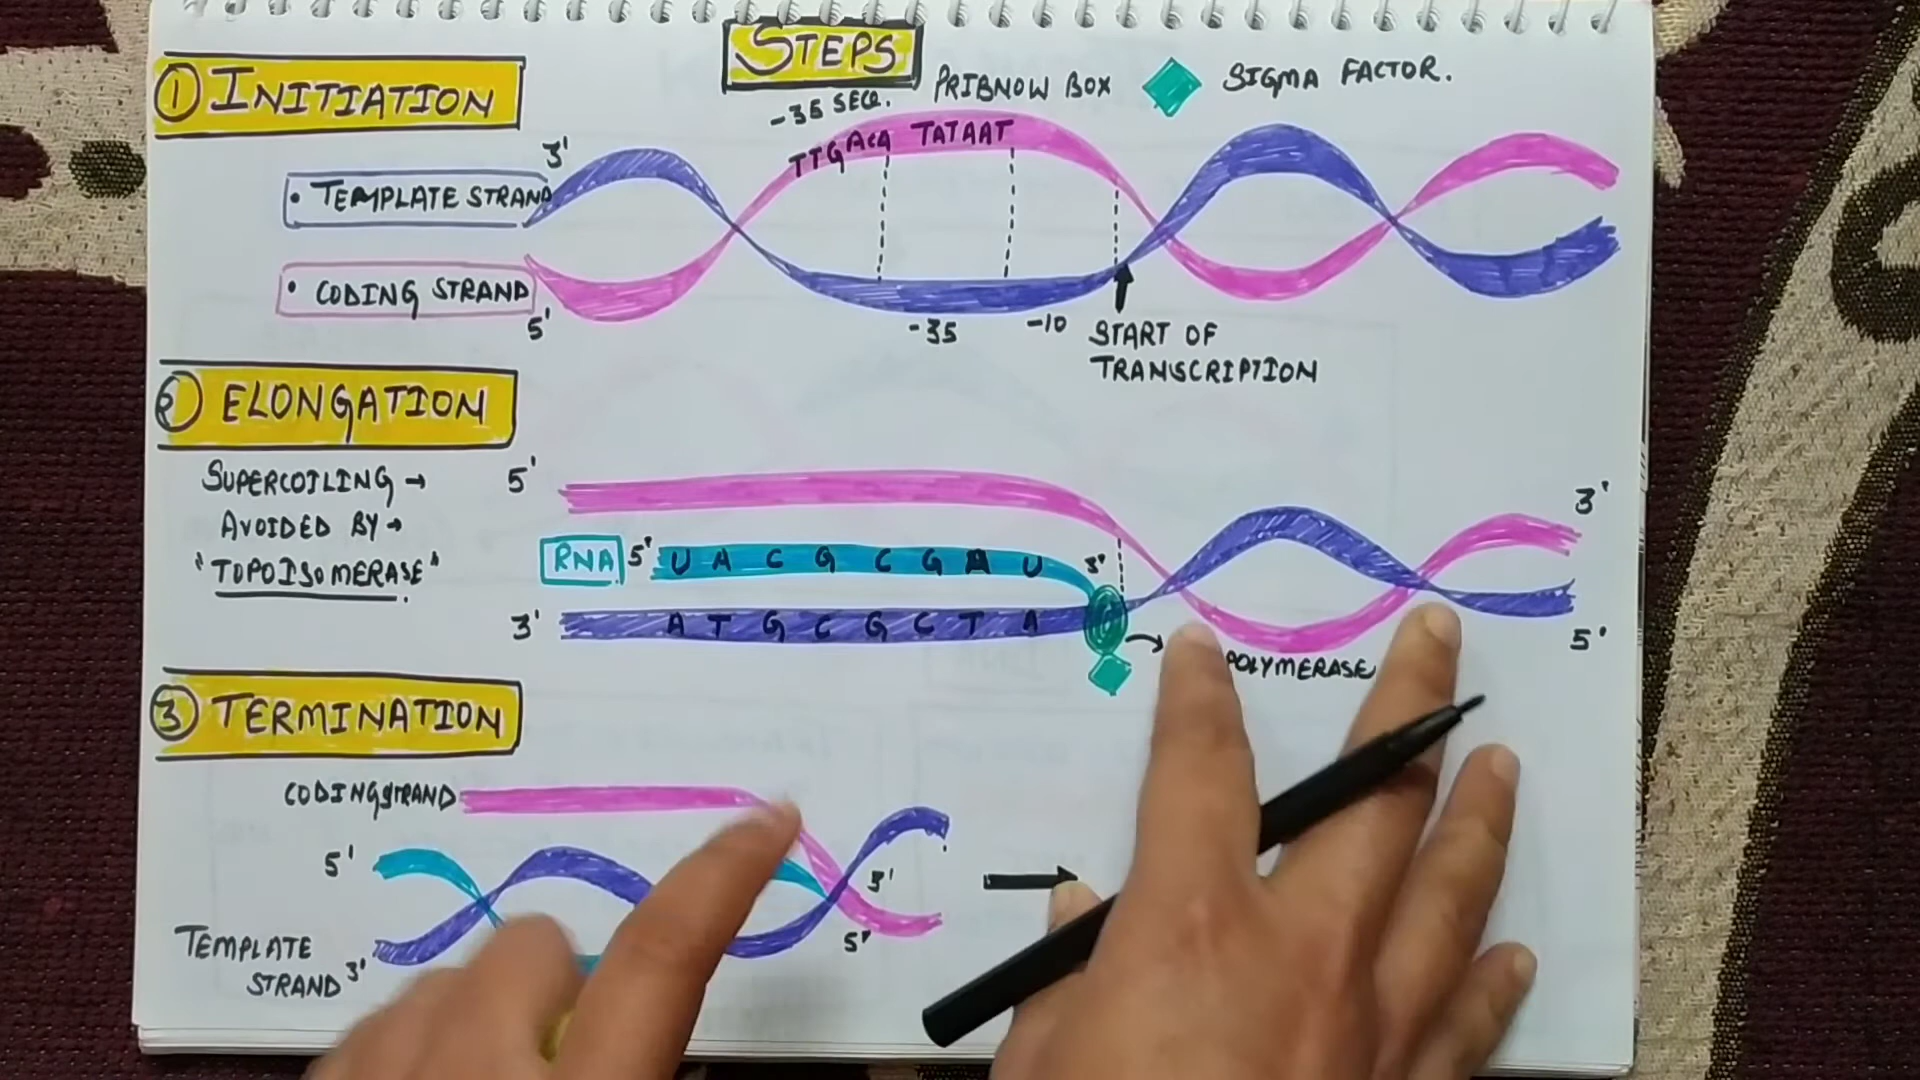 STEPS
① INITIATION
-35 SEQ.
PRIBNOW BOX
SIGMA FACTOR.
TTGACA TATAAT
3'
• TEMPLATE STRAND
• CODING STRAND
5'
-35
-10
START OF
TRANSCRIPTION
② ELONGATION
SUPERCOILING →
AVOIDED BY →
"TOPOISOMERASE".
5'
3'
RNA 5' U A C G C G A U 3'
3' A T G C G C T A
5'
POLYMERASE
③ TERMINATION
CODING STRAND
5'
3'
5'
TEMPLATE
STRAND 3'